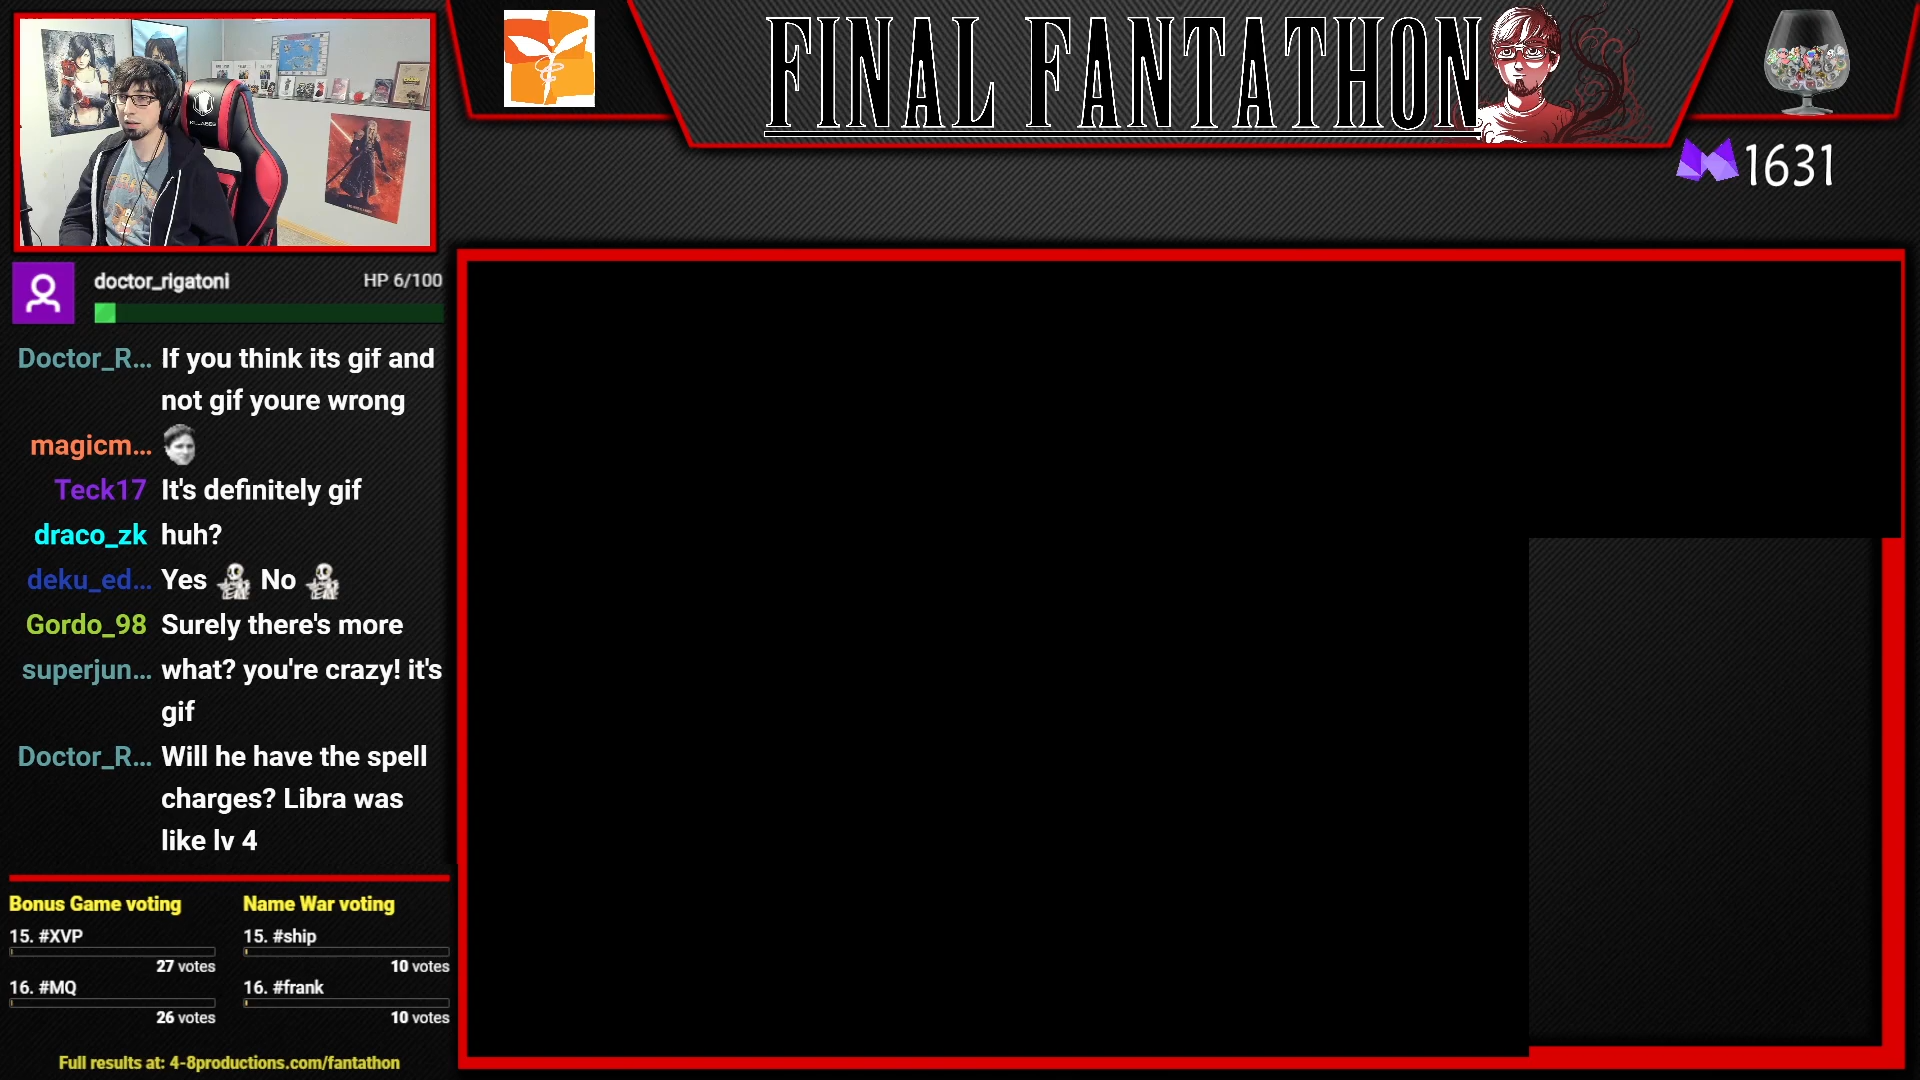 FINAL FANTATHON
1631
doctor_rigatoni HP 6/100
Doctor_R... If you think its gif and
not gif youre wrong
magicm...
Teck17 It's definitely gif
draco_zk huh?
deku_ed... Yes No
Gordo_98 Surely there's more
superjun... what? you're crazy! it's
gif
Doctor_R... Will he have the spell
charges? Libra was
like lv 4
Bonus Game voting Name War voting
15. #XVP 15. #ship
27 votes 10 votes
16. #MQ 16. #frank
26 votes 10 votes
Full results at: 4-8productions.com/fantathon